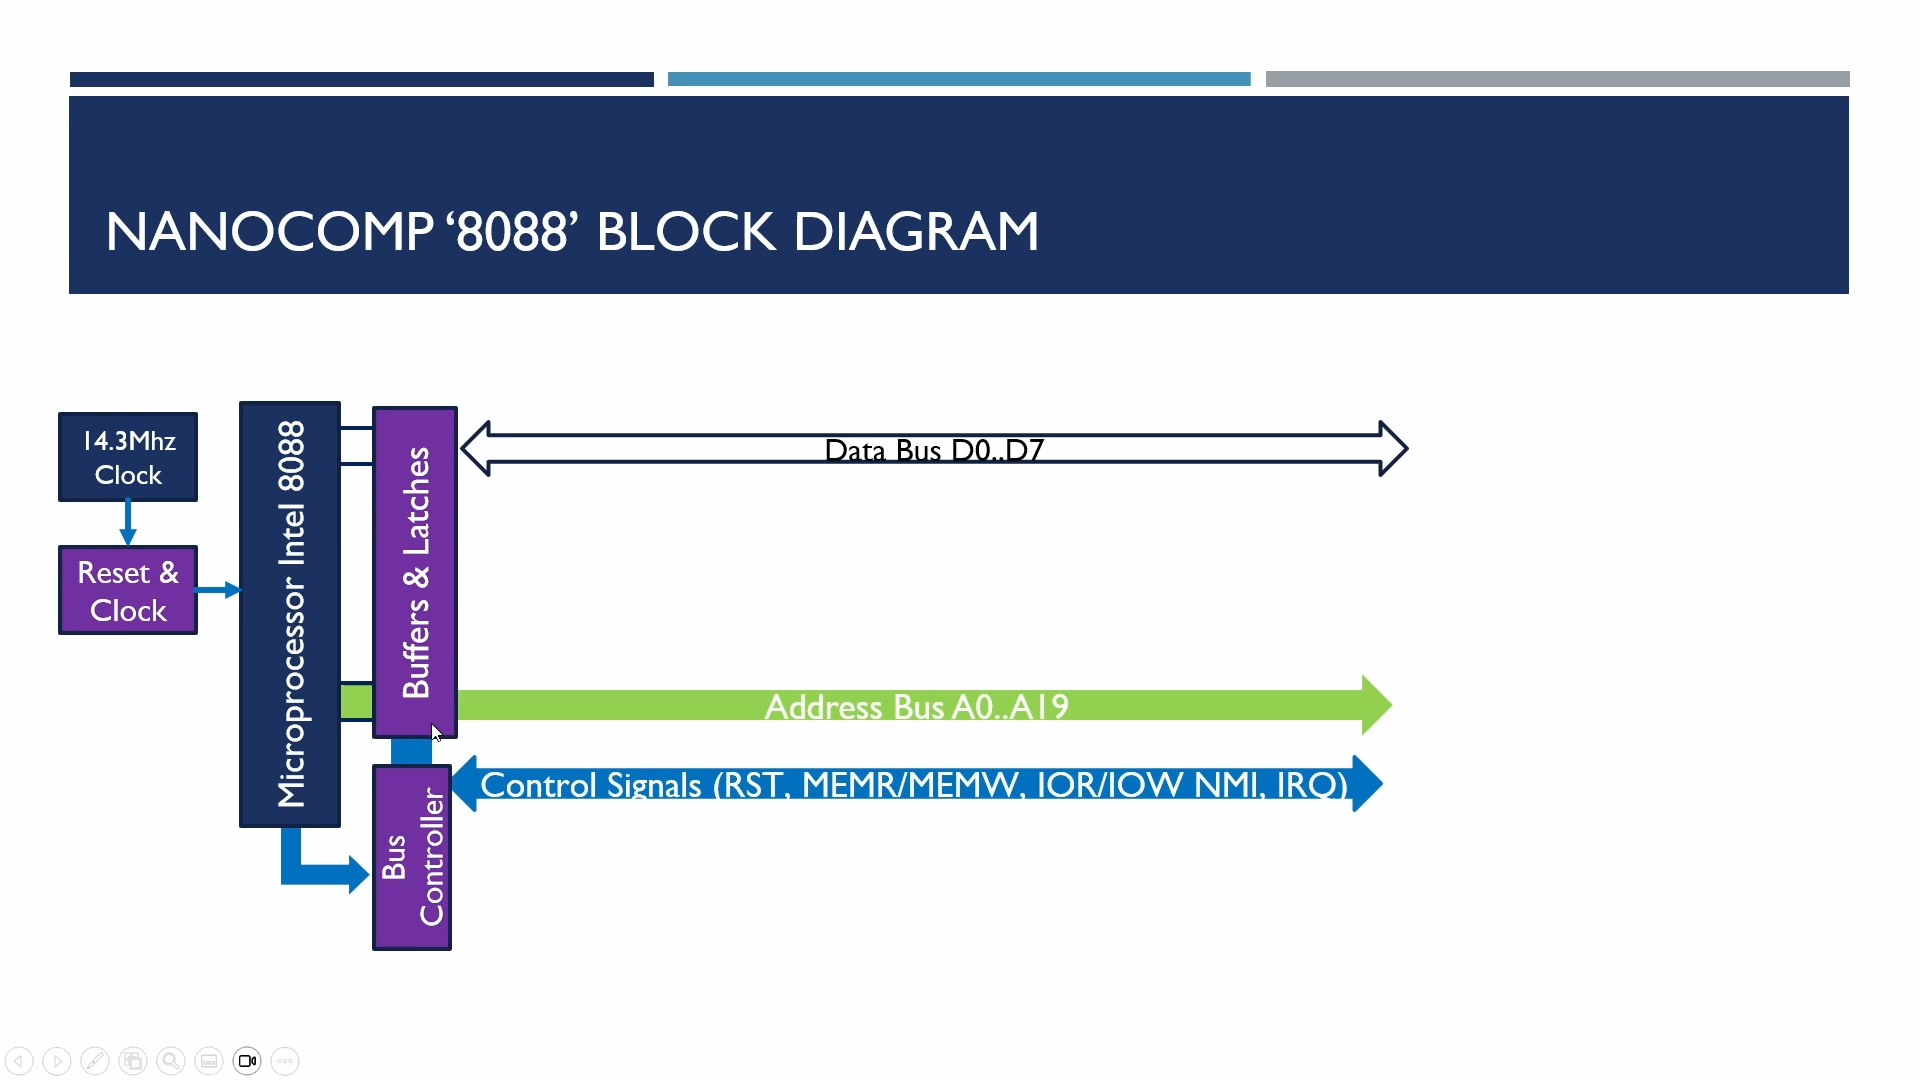 NANOCOMP ‘8088’ BLOCK DIAGRAM
14.3Mhz
Clock
Reset &
Clock
Microprocessor Intel 8088
Buffers & Latches
Bus
Controller
Data Bus D0..D7
Address Bus A0..A19
Control Signals (RST, MEMR/MEMW, IOR/IOW NMI, IRQ)